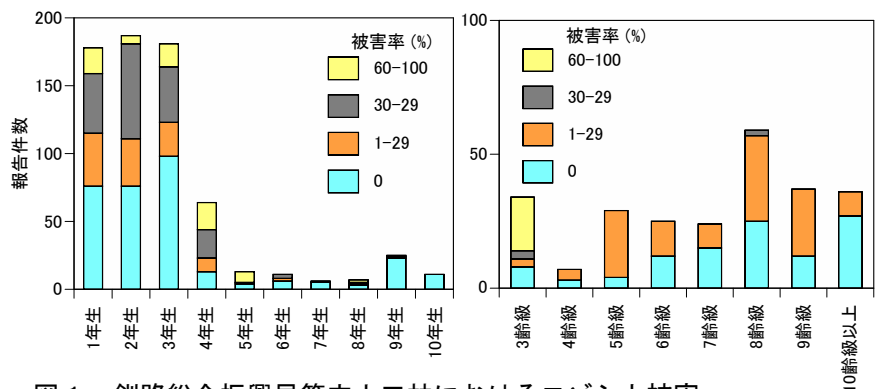 200
150
100
50
0
報告件数
被害率(%)
60-100
30-29
1-29
0
1年生
2年生
3年生
4年生
5年生
6年生
7年生
8年生
9年生
10年生
100
50
0
被害率(%)
60-100
30-29
1-29
0
3齢級
4齢級
5齢級
6齢級
7齢級
8齢級
9齢級
10齢級以上